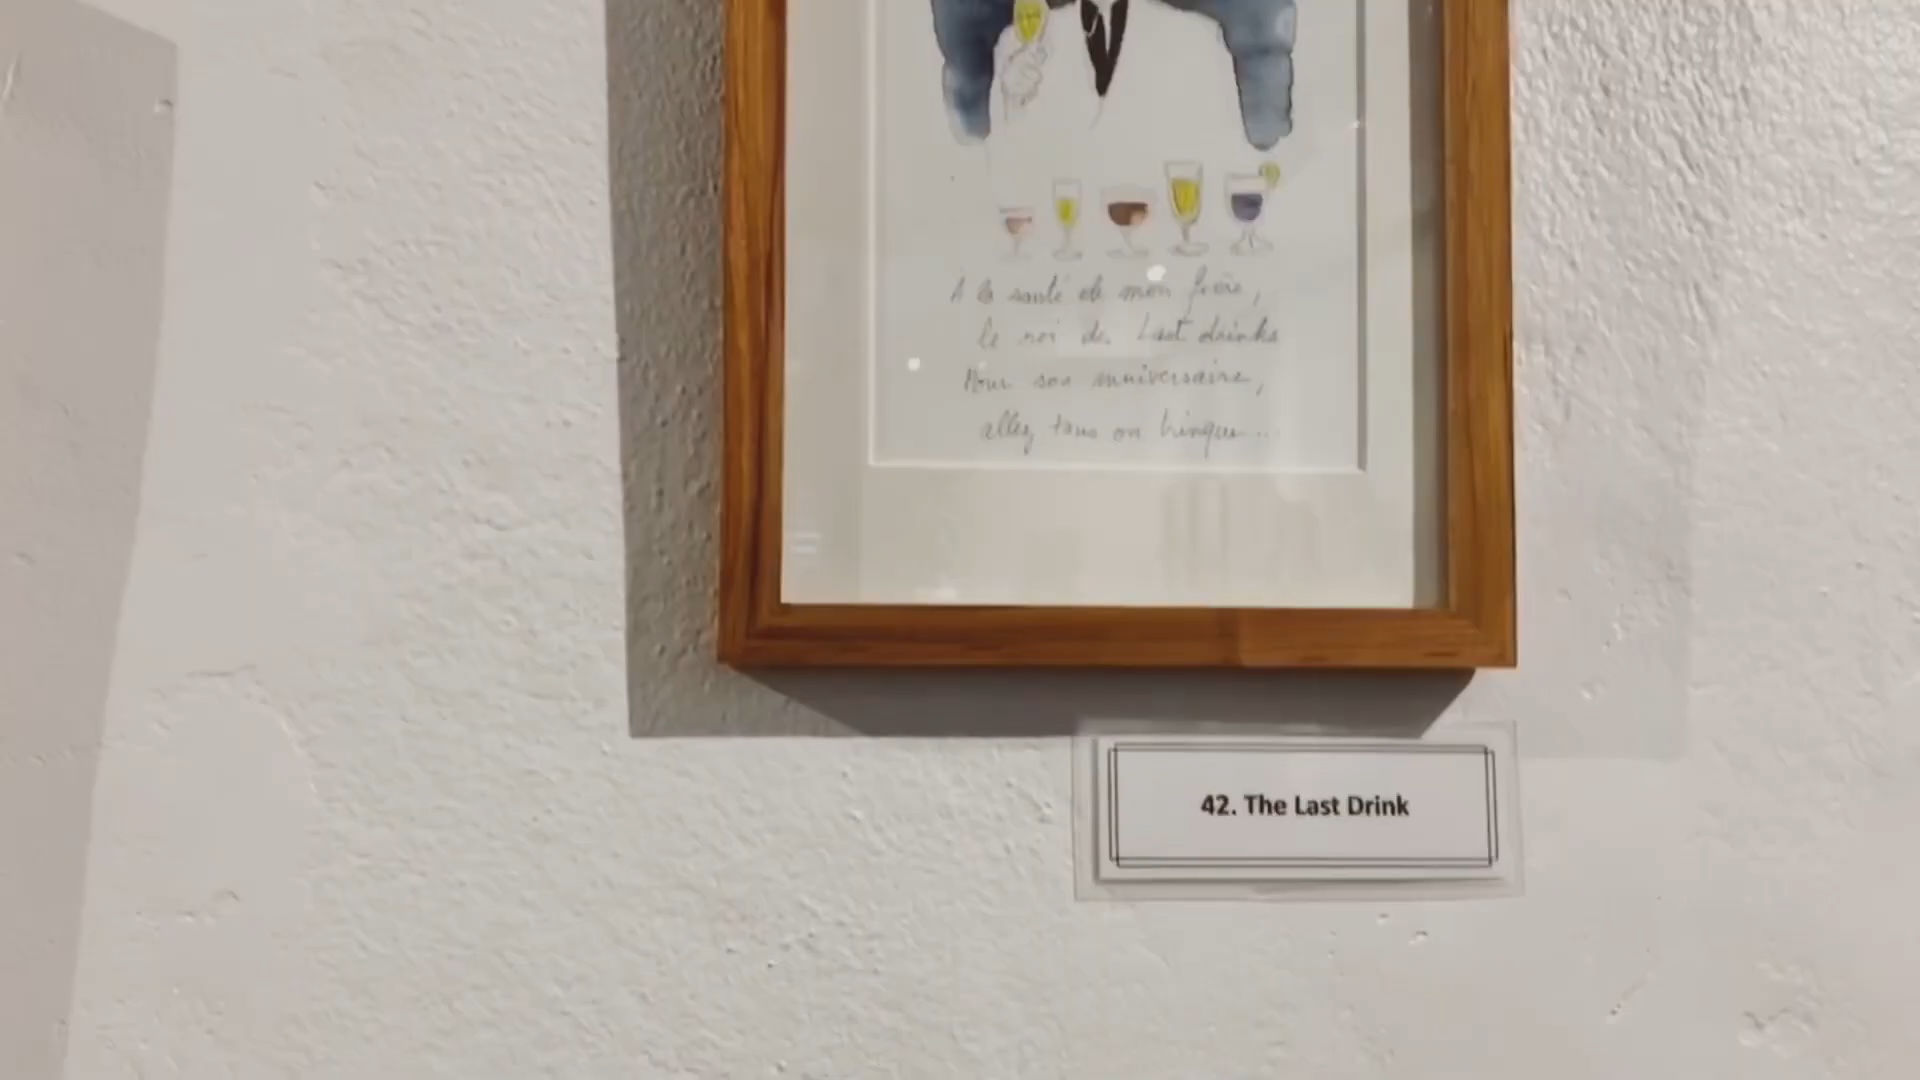 A la santé de mon frère,
le roi des Last drinks
Pour son anniversaire,
allez tous on trinque...
42. The Last Drink